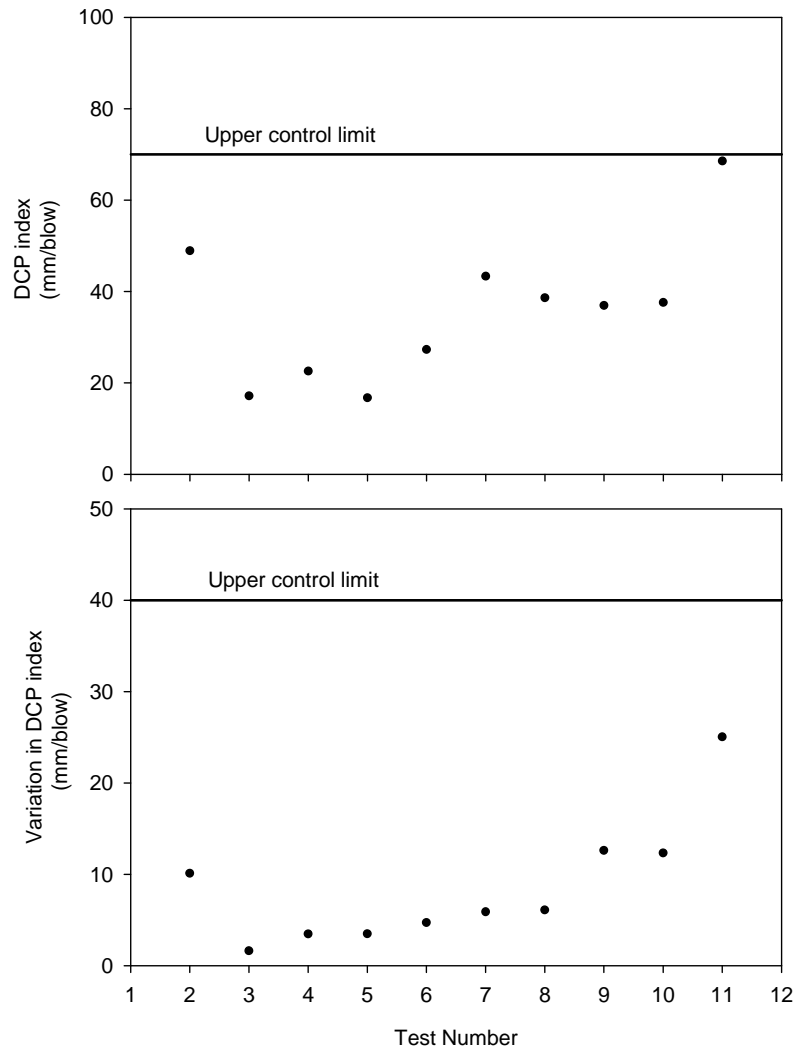 100
80
60
40
20
0
DCP index
(mm/blow)
Upper control limit
50
40
30
20
10
0
Variation in DCP index
(mm/blow)
Upper control limit
1 2 3 4 5 6 7 8 9 10 11 12
Test Number